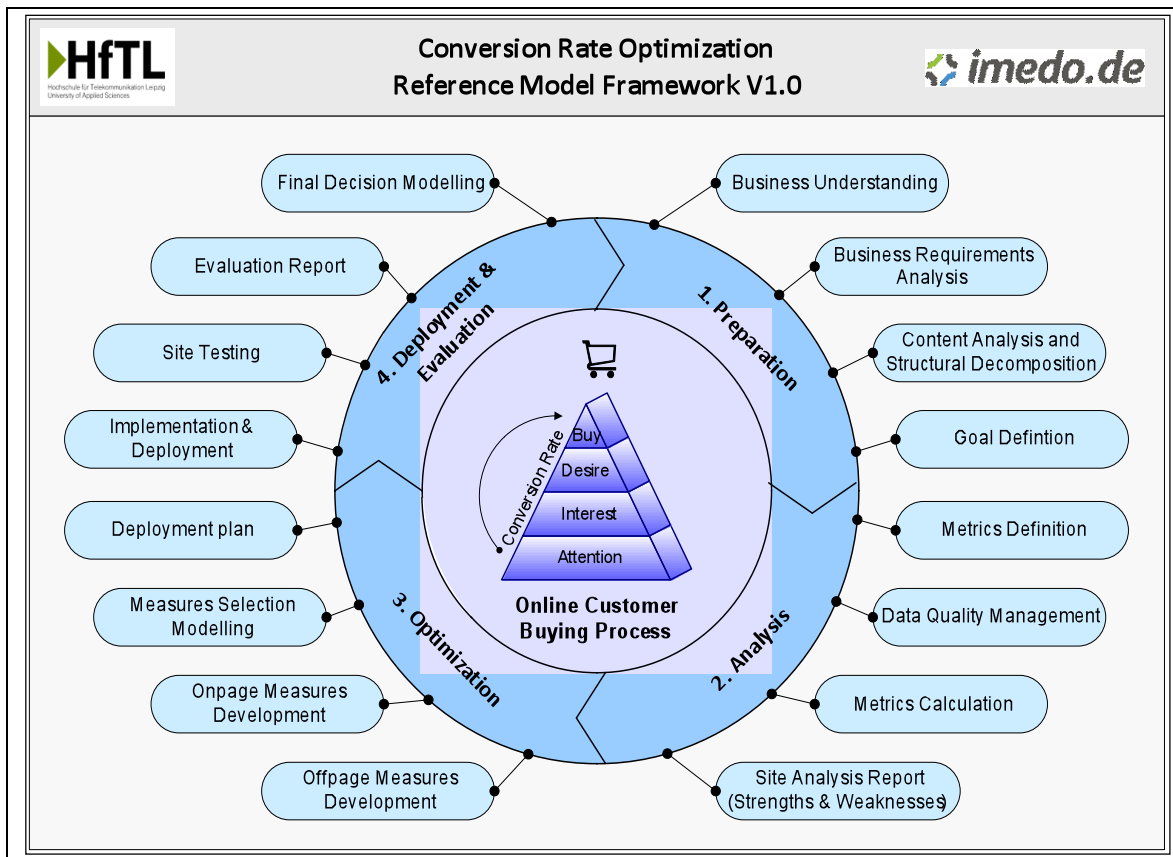 HfTL
Hochschule für Telekommunikation Leipzig
University of Applied Sciences
Conversion Rate Optimization
Reference Model Framework V1.0
imedo.de
Final Decision Modelling
Business Understanding
Evaluation Report
Business Requirements
Analysis
Site Testing
Content Analysis and
Structural Decomposition
Implementation &
Deployment
Goal Defintion
Deployment plan
Metrics Definition
Measures Selection
Modelling
Data Quality Management
Onpage Measures
Development
Metrics Calculation
Offpage Measures
Development
Site Analysis Report
(Strengths & Weaknesses)
1. Preparation
2. Analysis
3. Optimization
4. Deployment &
Evaluation
Conversion Rate
Buy
Desire
Interest
Attention
Online Customer
Buying Process